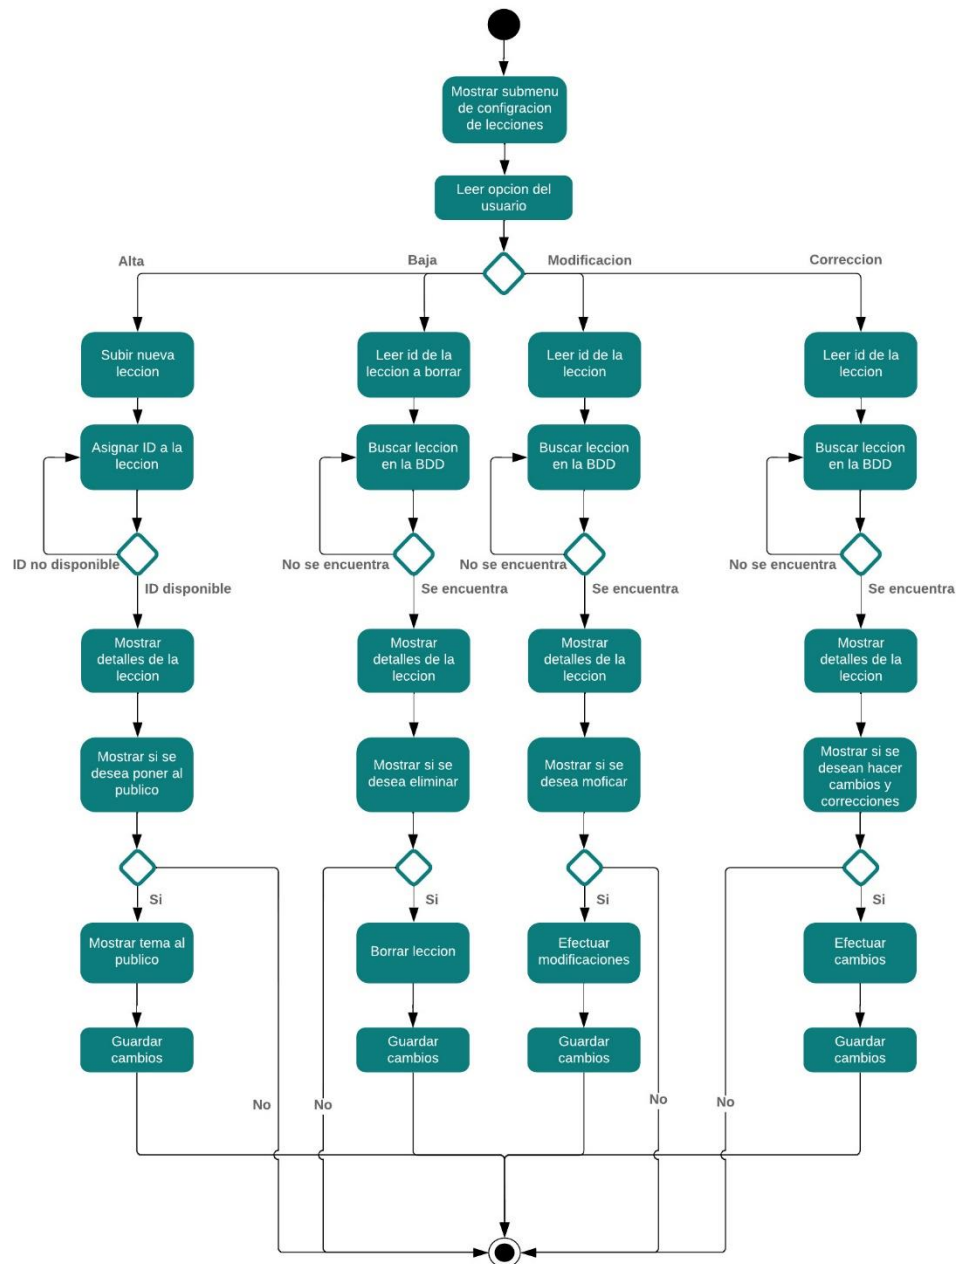 Mostrar submenu
de configracion
de lecciones
Leer opcion del
usuario
Alta
Baja
Modificacion
Correccion
Subir nueva
leccion
Leer id de la
leccion a borrar
Leer id de la
leccion
Leer id de la
leccion
Asignar ID a la
leccion
Buscar leccion
en la BDD
Buscar leccion
en la BDD
Buscar leccion
en la BDD
ID no disponible
No se encuentra
No se encuentra
No se encuentra
ID disponible
Se encuentra
Se encuentra
Se encuentra
Mostrar
detalles de la
leccion
Mostrar
detalles de la
leccion
Mostrar
detalles de la
leccion
Mostrar
detalles de la
leccion
Mostrar si se
desea poner al
publico
Mostrar si se
desea eliminar
Mostrar si se
desea moficar
Mostrar si se
desean hacer
cambios y
correcciones
Si
Si
Si
Si
Mostrar tema al
publico
Borrar leccion
Efectuar
modificaciones
Efectuar
cambios
Guardar
cambios
Guardar
cambios
Guardar
cambios
Guardar
cambios
No
No
No
No